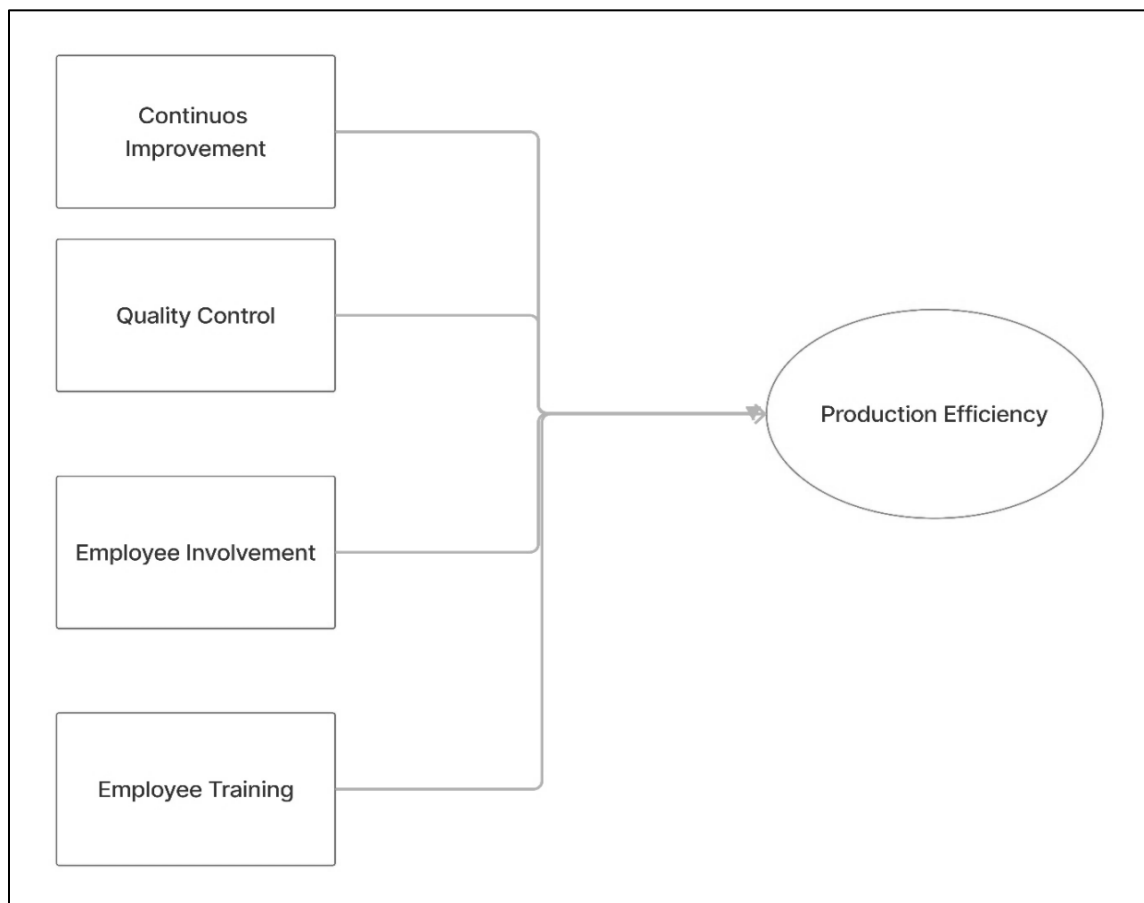 Continuos
Improvement
Quality Control
Employee Involvement
Employee Training
Production Efficiency